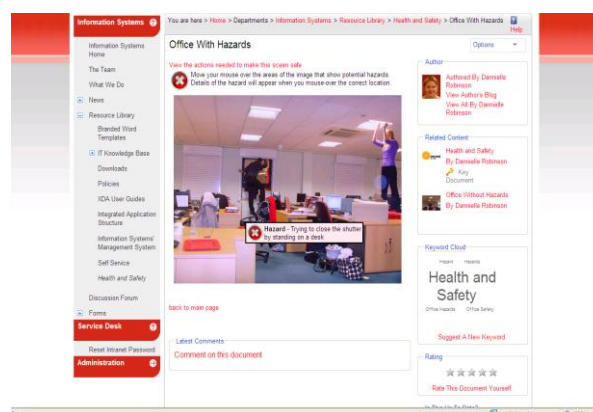 Information Systems
You are here > Home > Departments > Information Systems > Resource Library > Health and Safety > Office With Hazards
Help
Information Systems
Home
The Team
What We Do
News
Resource Library
Branded Word
Templates
IT Knowledge Base
Downloads
Policies
XDA User Guides
Integrated Application
Structure
Information Systems'
Management System
Self Service
Health and Safety
Discussion Forum
Forms
Service Desk
Reset Intranet Password
Administration
Office With Hazards
Options
View the actions needed to make this sceen safe
Move your mouse over the areas of the image that show potential hazards.
Details of the hazard will appear when you mouse-over the correct location.
Hazard - Trying to close the shutter
by standing on a desk
back to main page
Latest Comments
Comment on this document
Author
Authored By Dannielle
Robinson
View Author's Blog
View All By Dannielle
Robinson
Related Content
Health and Safety
By Dannielle Robinson
Key
Document
Office Without Hazards
By Dannielle Robinson
Keyword Cloud
Hazard Hazards
Health and
Safety
Office Hazards Office Safety
Suggest A New Keyword
Rating
Rate This Document Yourself